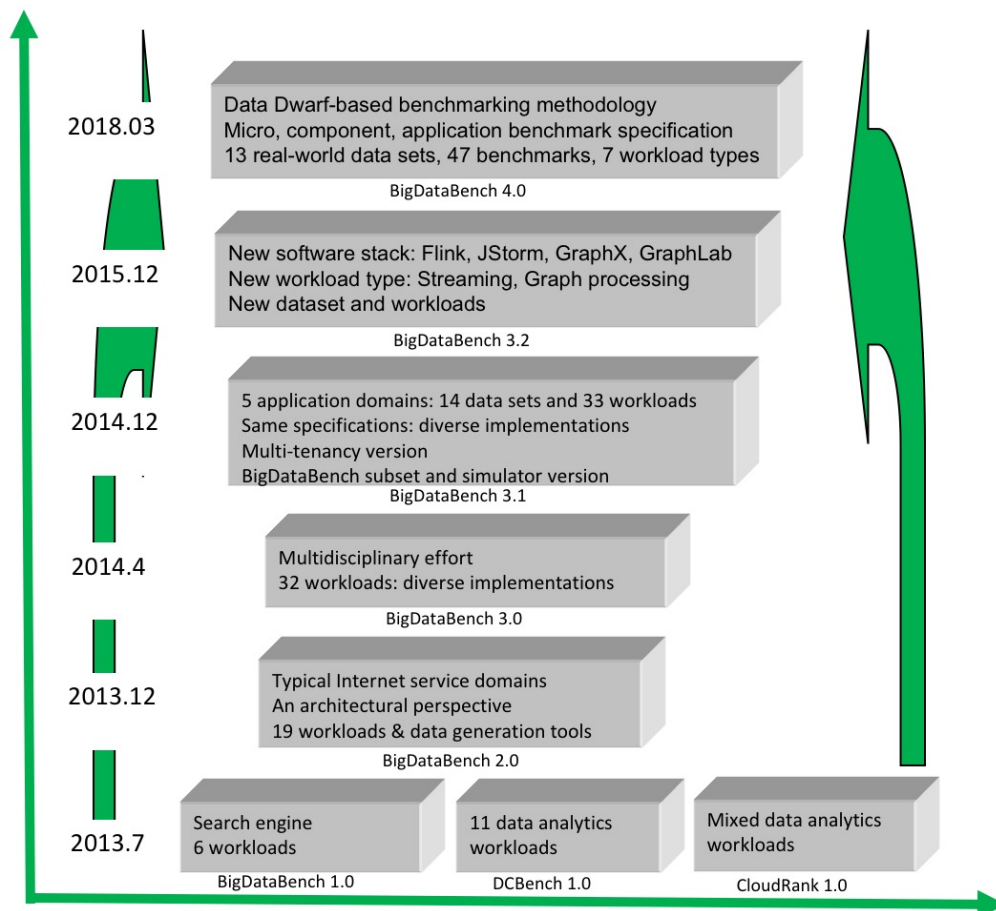 2018.03
Data Dwarf-based benchmarking methodology
Micro, component, application benchmark specification
13 real-world data sets, 47 benchmarks, 7 workload types
BigDataBench 4.0
2015.12
New software stack: Flink, JStorm, GraphX, GraphLab
New workload type: Streaming, Graph processing
New dataset and workloads
BigDataBench 3.2
2014.12
5 application domains: 14 data sets and 33 workloads
Same specifications: diverse implementations
Multi-tenancy version
BigDataBench subset and simulator version
BigDataBench 3.1
2014.4
Multidisciplinary effort
32 workloads: diverse implementations
BigDataBench 3.0
2013.12
Typical Internet service domains
An architectural perspective
19 workloads & data generation tools
BigDataBench 2.0
2013.7
Search engine
6 workloads
BigDataBench 1.0
11 data analytics
workloads
DCBench 1.0
Mixed data analytics
workloads
CloudRank 1.0